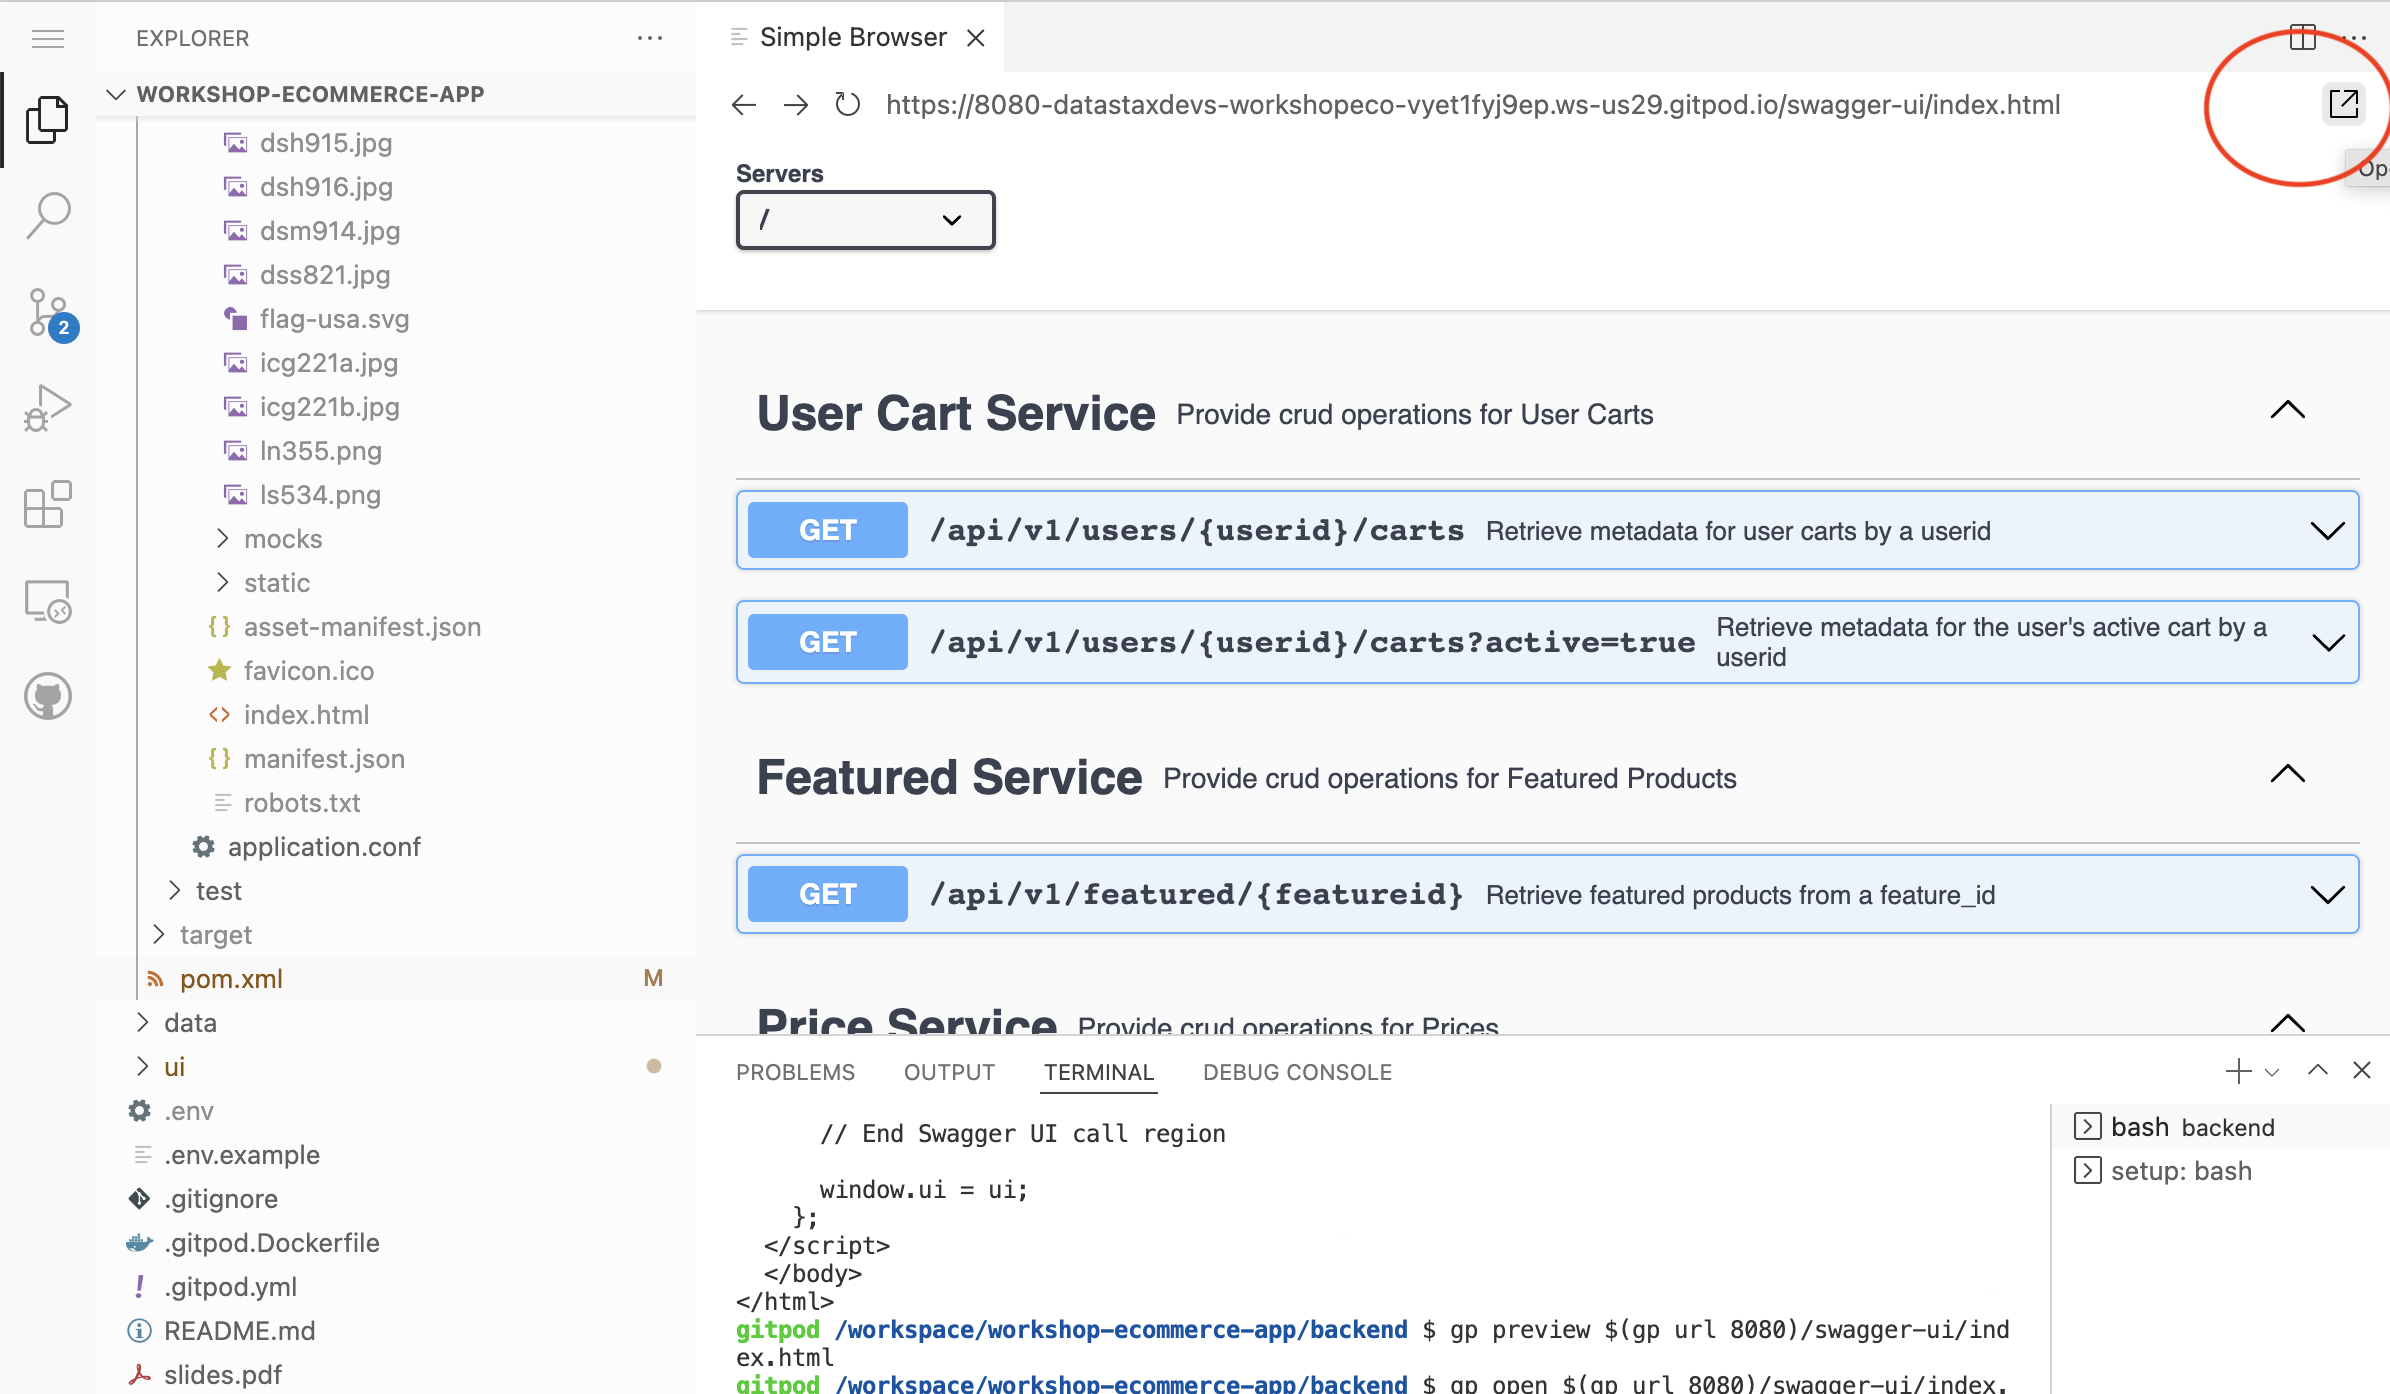 EXPLORER
WORKSHOP-ECOMMERCE-APP
dsh915.jpg
dsh916.jpg
dsm914.jpg
dss821.jpg
flag-usa.svg
icg221a.jpg
icg221b.jpg
ln355.png
ls534.png
mocks
static
asset-manifest.json
favicon.ico
index.html
manifest.json
robots.txt
application.conf
test
target
pom.xml M
data
ui
.env
.env.example
.gitignore
.gitpod.Dockerfile
.gitpod.yml
README.md
slides.pdf
2
Simple Browser
https://8080-datastaxdevs-workshopeco-vyet1fyj9ep.ws-us29.gitpod.io/swagger-ui/index.html
Op
Servers
/
User Cart Service Provide crud operations for User Carts
GET /api/v1/users/{userid}/carts Retrieve metadata for user carts by a userid
GET /api/v1/users/{userid}/carts?active=true Retrieve metadata for the user's active cart by a
userid
Featured Service Provide crud operations for Featured Products
GET /api/v1/featured/{featureid} Retrieve featured products from a feature_id
Price Service Provide crud operations for Prices
PROBLEMS OUTPUT TERMINAL DEBUG CONSOLE
// End Swagger UI call region
window.ui = ui;
};
</script>
</body>
</html>
gitpod /workspace/workshop-ecommerce-app/backend $ gp preview $(gp url 8080)/swagger-ui/ind
ex.html
gitpod /workspace/workshop-ecommerce-app/backend $ gp open $(gp url 8080)/swagger-ui/index.
bash backend
setup: bash